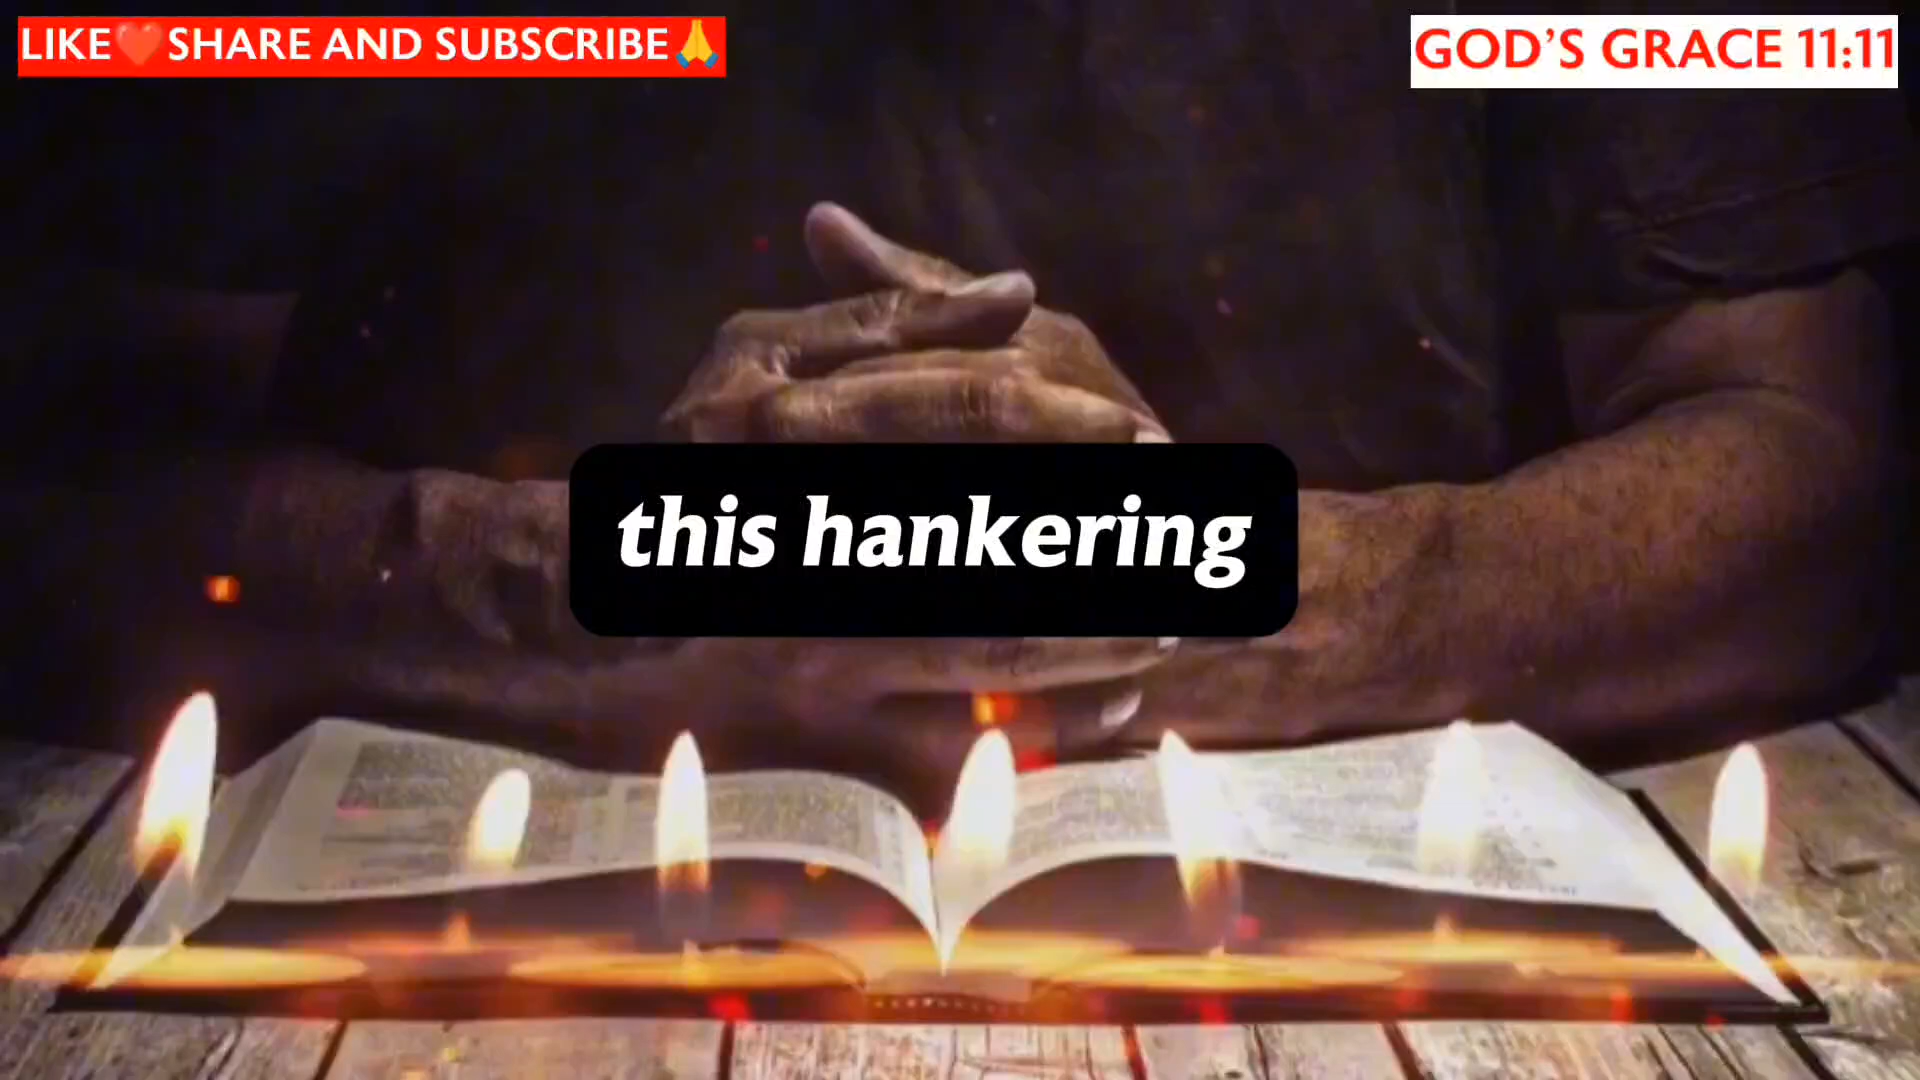 LIKE❤️SHARE AND SUBSCRIBE🙏
GOD'S GRACE 11:11
this hankering